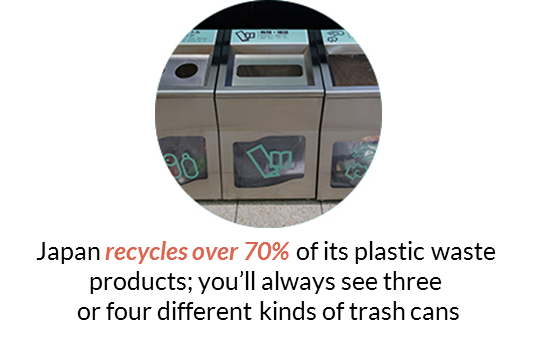 Japan recycles over 70% of its plastic waste
products; you'll always see three
or four different kinds of trash cans